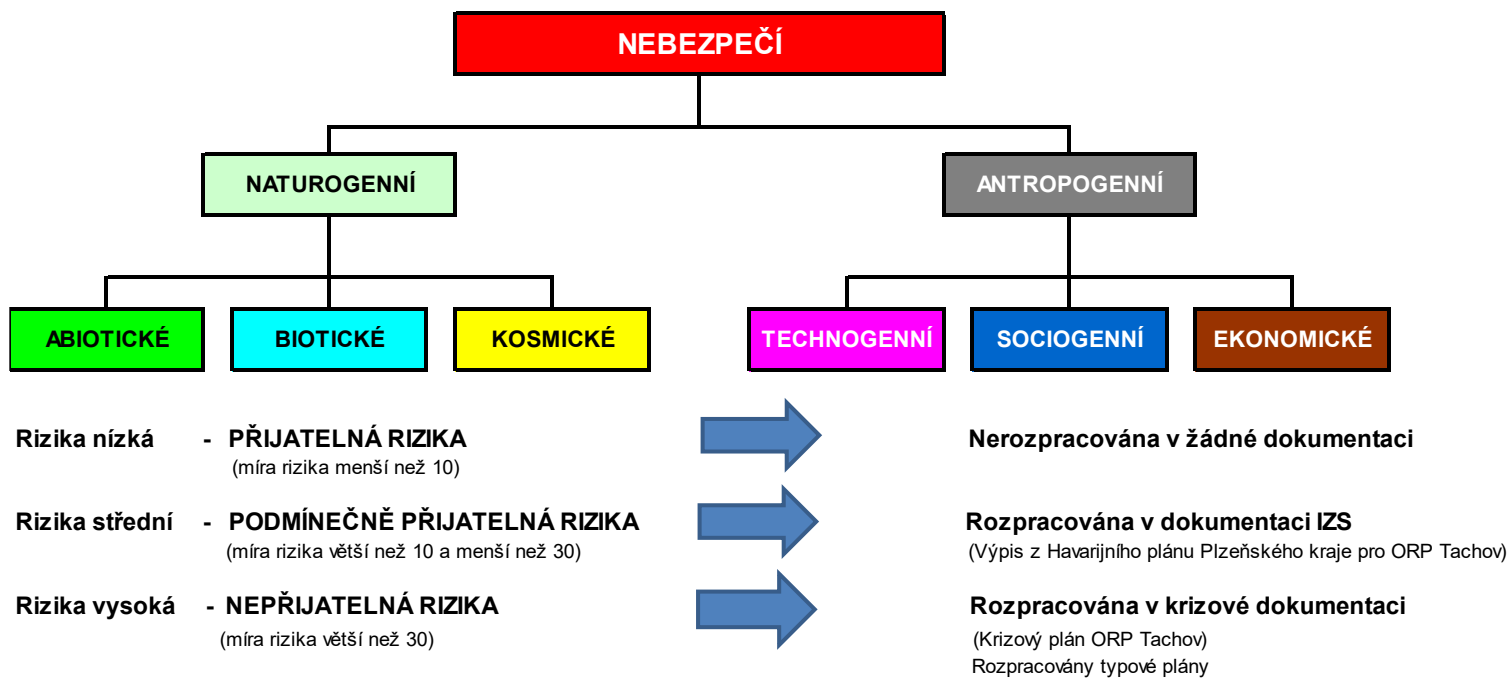 NEBEZPEČÍ
NATUROGENNÍ
ANTROPOGENNÍ
ABIOTICKÉ
BIOTICKÉ
KOSMICKÉ
TECHNOGENNÍ
SOCIOGENNÍ
EKONOMICKÉ
Rizika nízká - PŘIJATELNÁ RIZIKA
(míra rizika menší než 10)
Nerozpracována v žádné dokumentaci
Rizika střední - PODMÍNEČNĚ PŘIJATELNÁ RIZIKA
(míra rizika větší než 10 a menší než 30)
Rozpracována v dokumentaci IZS
(Výpis z Havarijního plánu Plzeňského kraje pro ORP Tachov)
Rizika vysoká - NEPŘIJATELNÁ RIZIKA
(míra rizika větší než 30)
Rozpracována v krizové dokumentaci
(Krizový plán ORP Tachov)
Rozpracovány typové plány